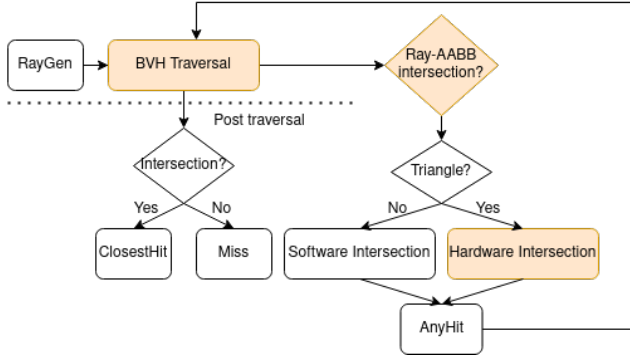 RayGen
BVH Traversal
Ray-AABB
intersection?
Post traversal
Intersection?
Triangle?
Yes
No
No
Yes
ClosestHit
Miss
Software Intersection
Hardware Intersection
AnyHit